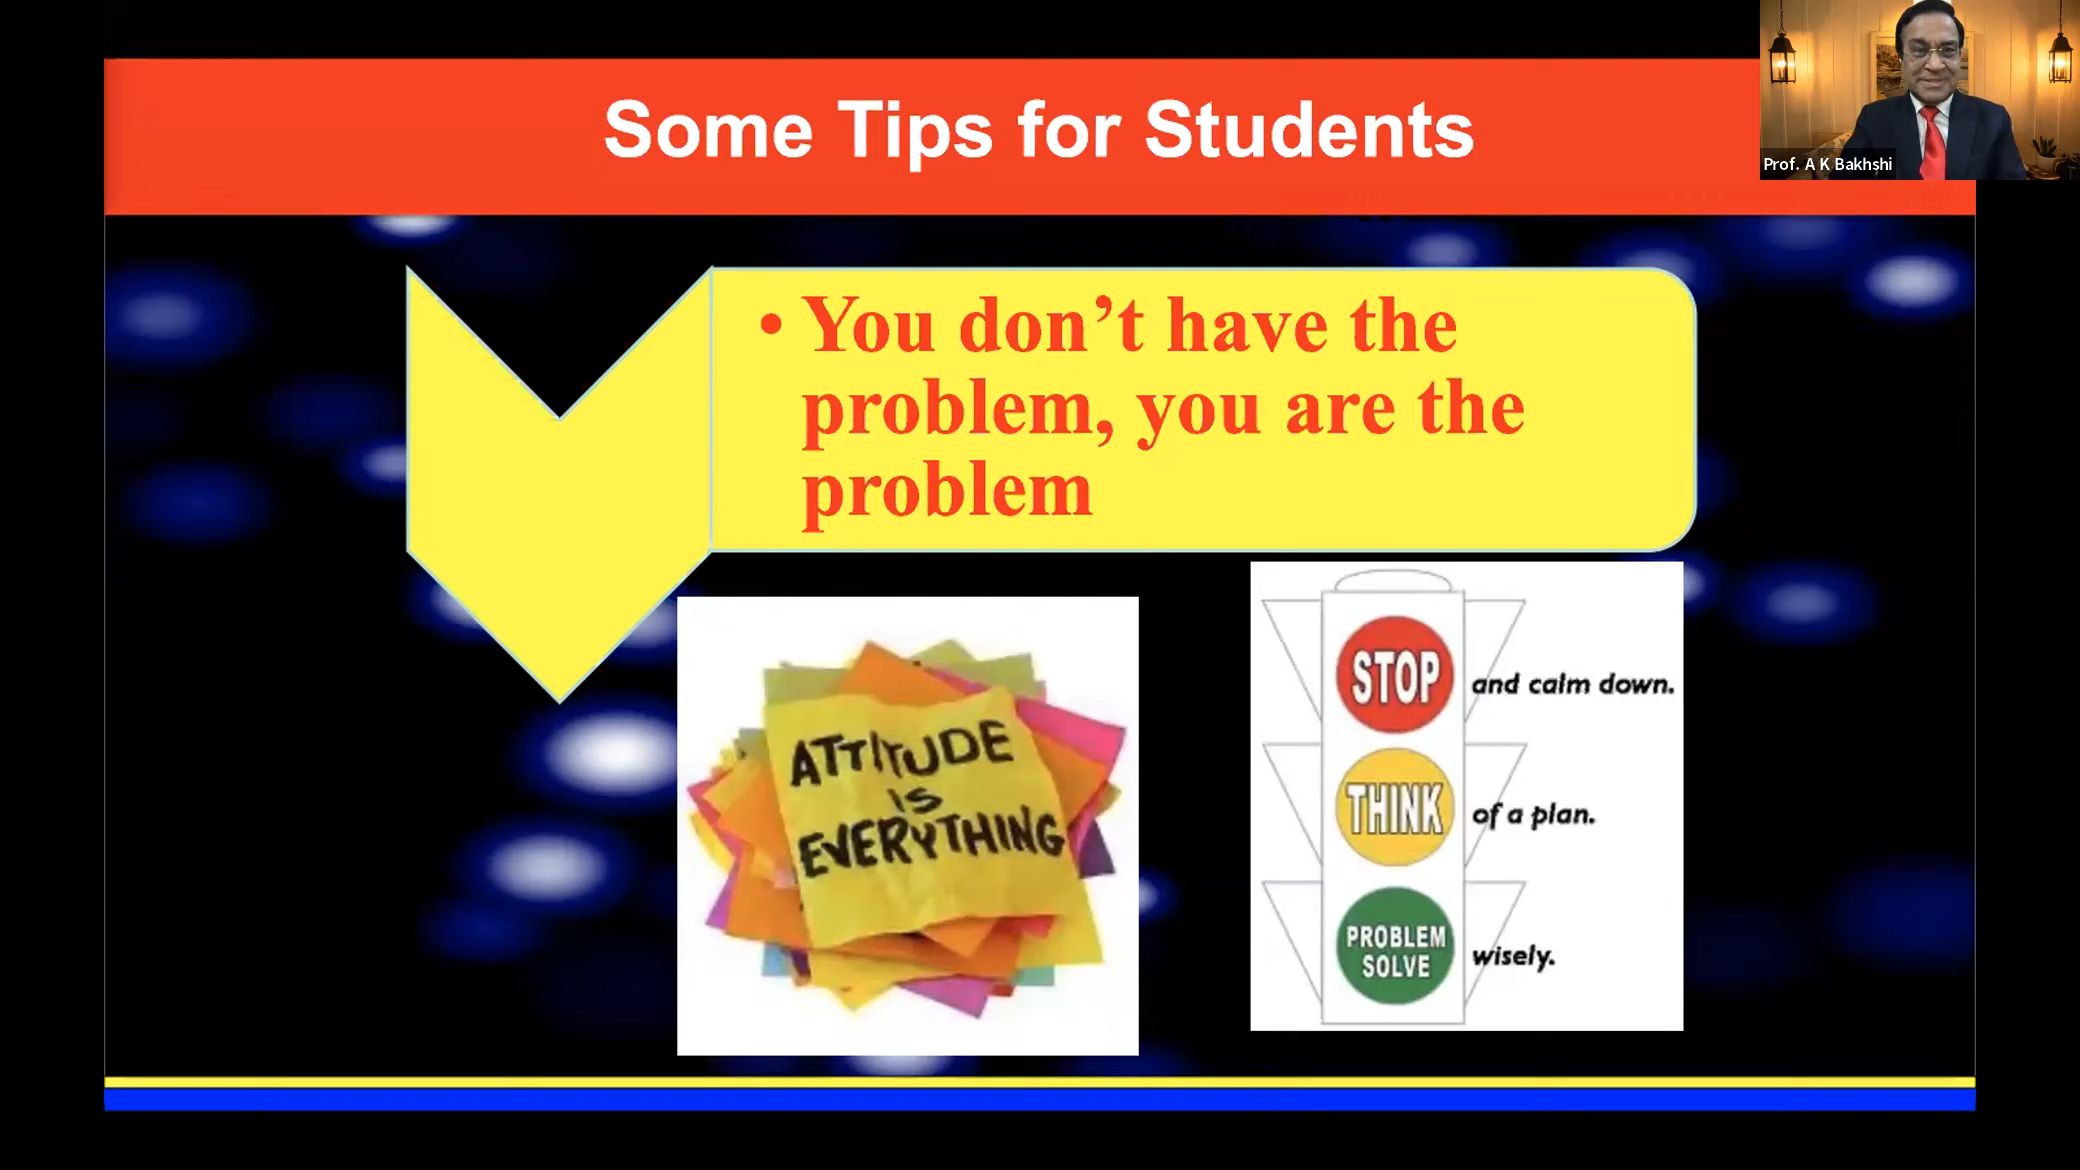 Some Tips for Students
Prof. A K Bakhshi
• You don’t have the
problem, you are the
problem
ATTITUDE
IS
EVERYTHING
STOP and calm down.
THINK of a plan.
PROBLEM
SOLVE wisely.